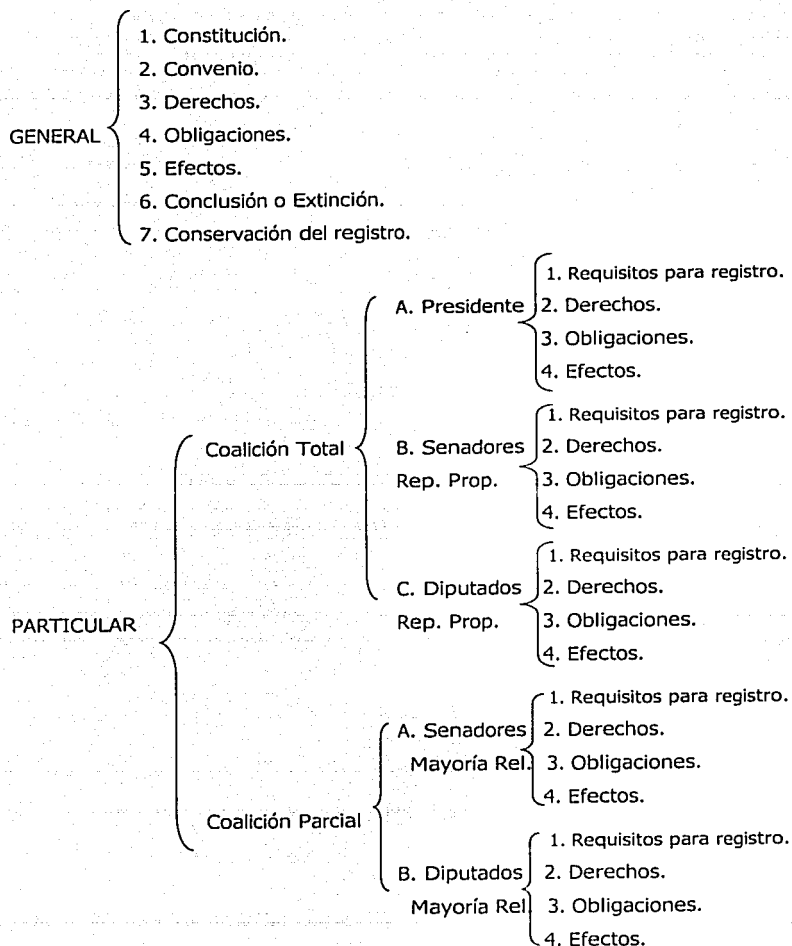 GENERAL
1. Constitución.
2. Convenio.
3. Derechos.
4. Obligaciones.
5. Efectos.
6. Conclusión o Extinción.
7. Conservación del registro.
PARTICULAR
Coalición Total
A. Presidente
1. Requisitos para registro.
2. Derechos.
3. Obligaciones.
4. Efectos.
B. Senadores
Rep. Prop.
1. Requisitos para registro.
2. Derechos.
3. Obligaciones.
4. Efectos.
C. Diputados
Rep. Prop.
1. Requisitos para registro.
2. Derechos.
3. Obligaciones.
4. Efectos.
Coalición Parcial
A. Senadores
Mayoría Rel.
1. Requisitos para registro.
2. Derechos.
3. Obligaciones.
4. Efectos.
B. Diputados
Mayoría Rel
1. Requisitos para registro.
2. Derechos.
3. Obligaciones.
4. Efectos.